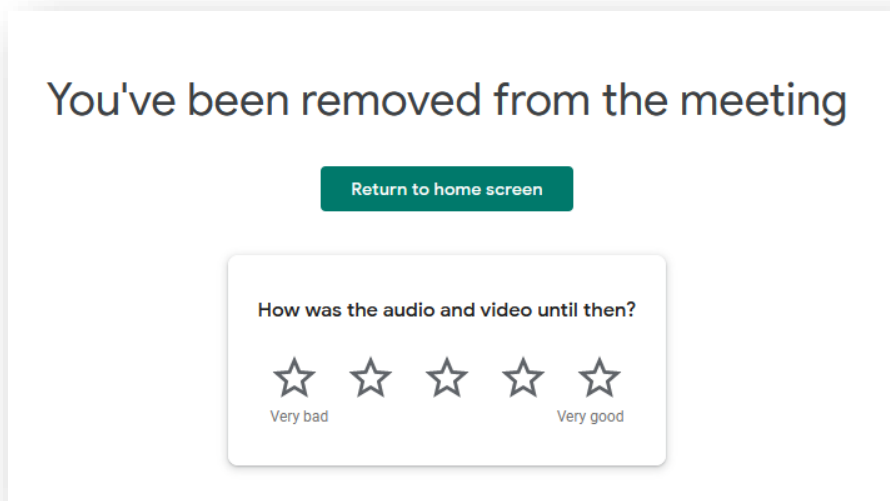 You've been removed from the meeting
Return to home screen
How was the audio and video until then?
Very bad
Very good